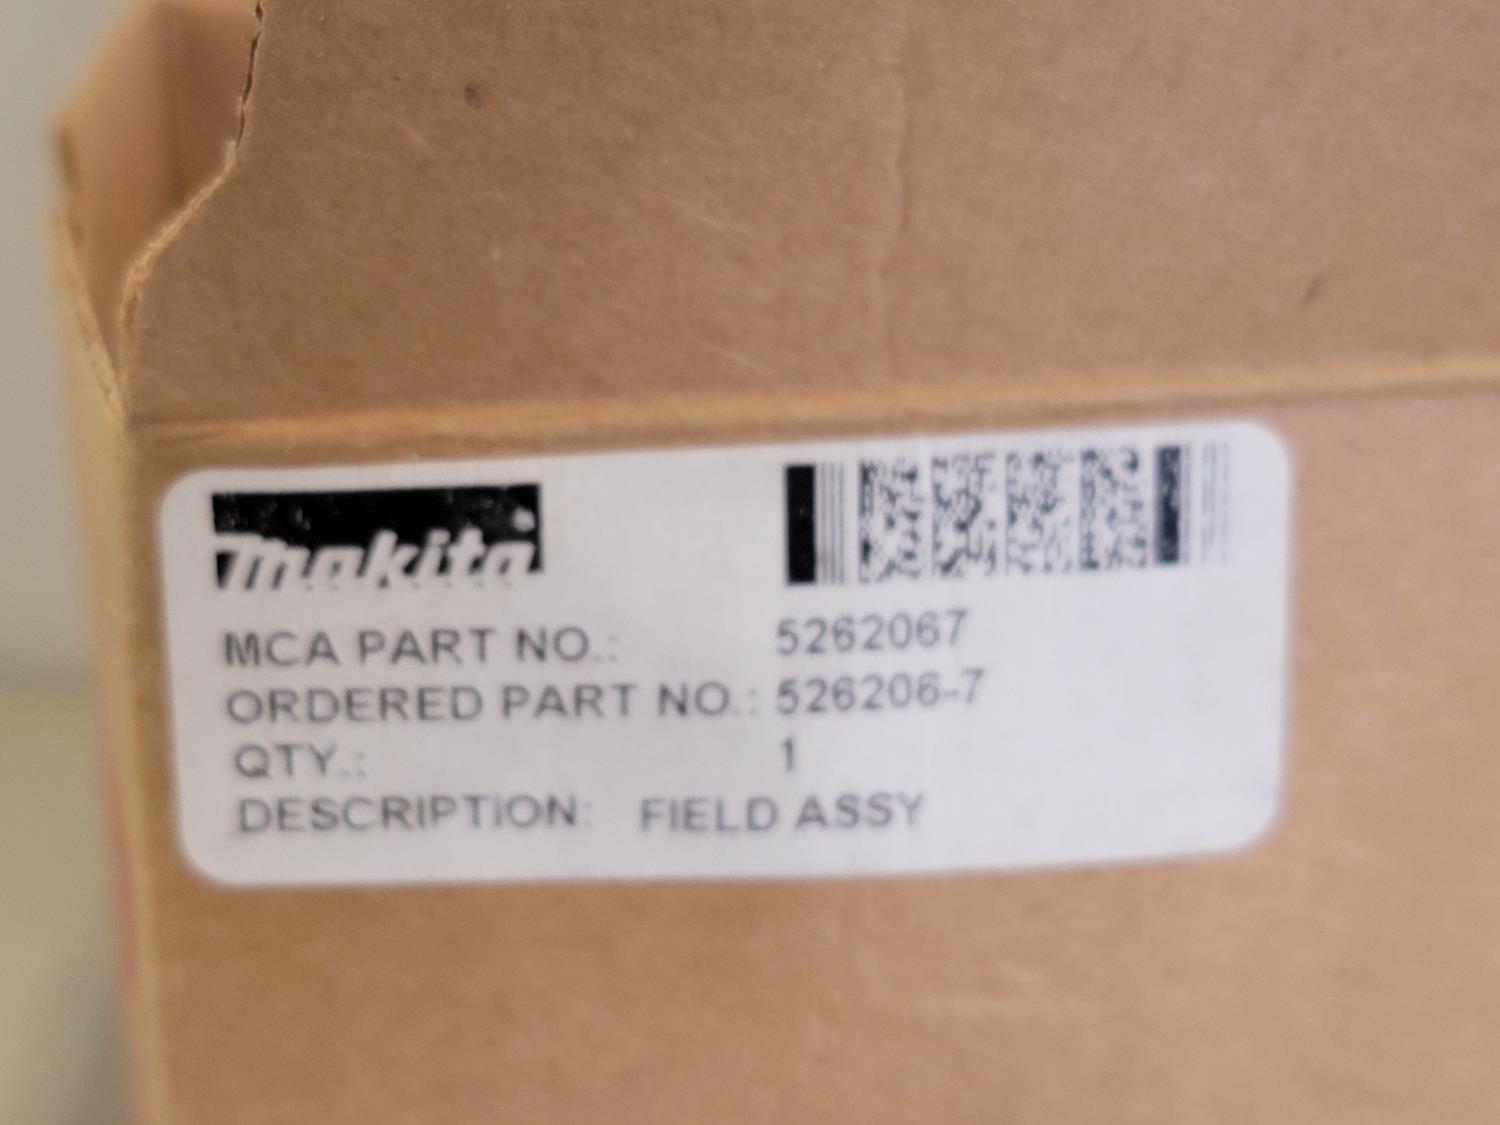 makita
MCA PART NO.: 5262067
ORDERED PART NO.: 526206-7
QTY.: 1
DESCRIPTION: FIELD ASSY